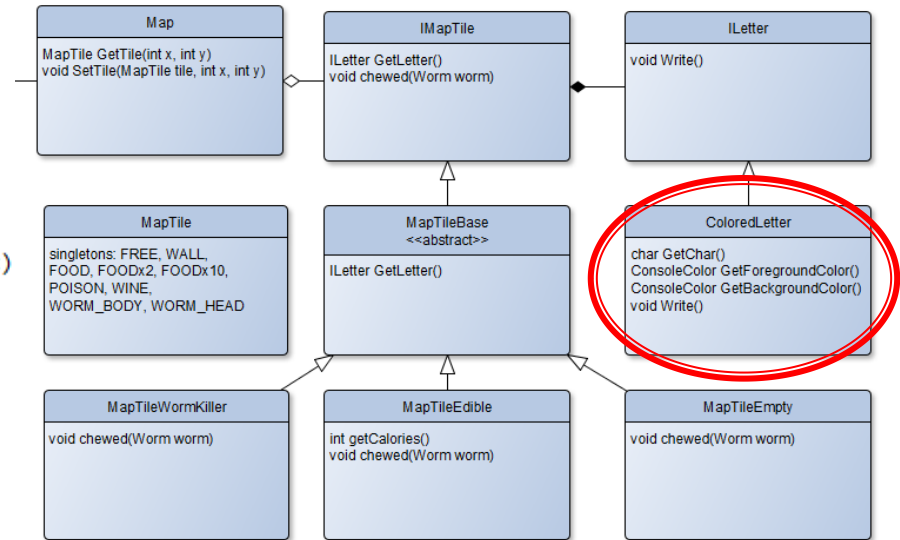 Map
MapTile GetTile(int x, int y)
void SetTile(MapTile tile, int x, int y)
IMapTile
ILetter GetLetter()
void chewed(Worm worm)
ILetter
void Write()
)
MapTile
singletons: FREE, WALL,
FOOD, FOODx2, FOODx10,
POISON, WINE,
WORM_BODY, WORM_HEAD
MapTileBase
<<abstract>>
ILetter GetLetter()
ColoredLetter
char GetChar()
ConsoleColor GetForegroundColor()
ConsoleColor GetBackgroundColor()
void Write()
MapTileWormKiller
void chewed(Worm worm)
MapTileEdible
int getCalories()
void chewed(Worm worm)
MapTileEmpty
void chewed(Worm worm)